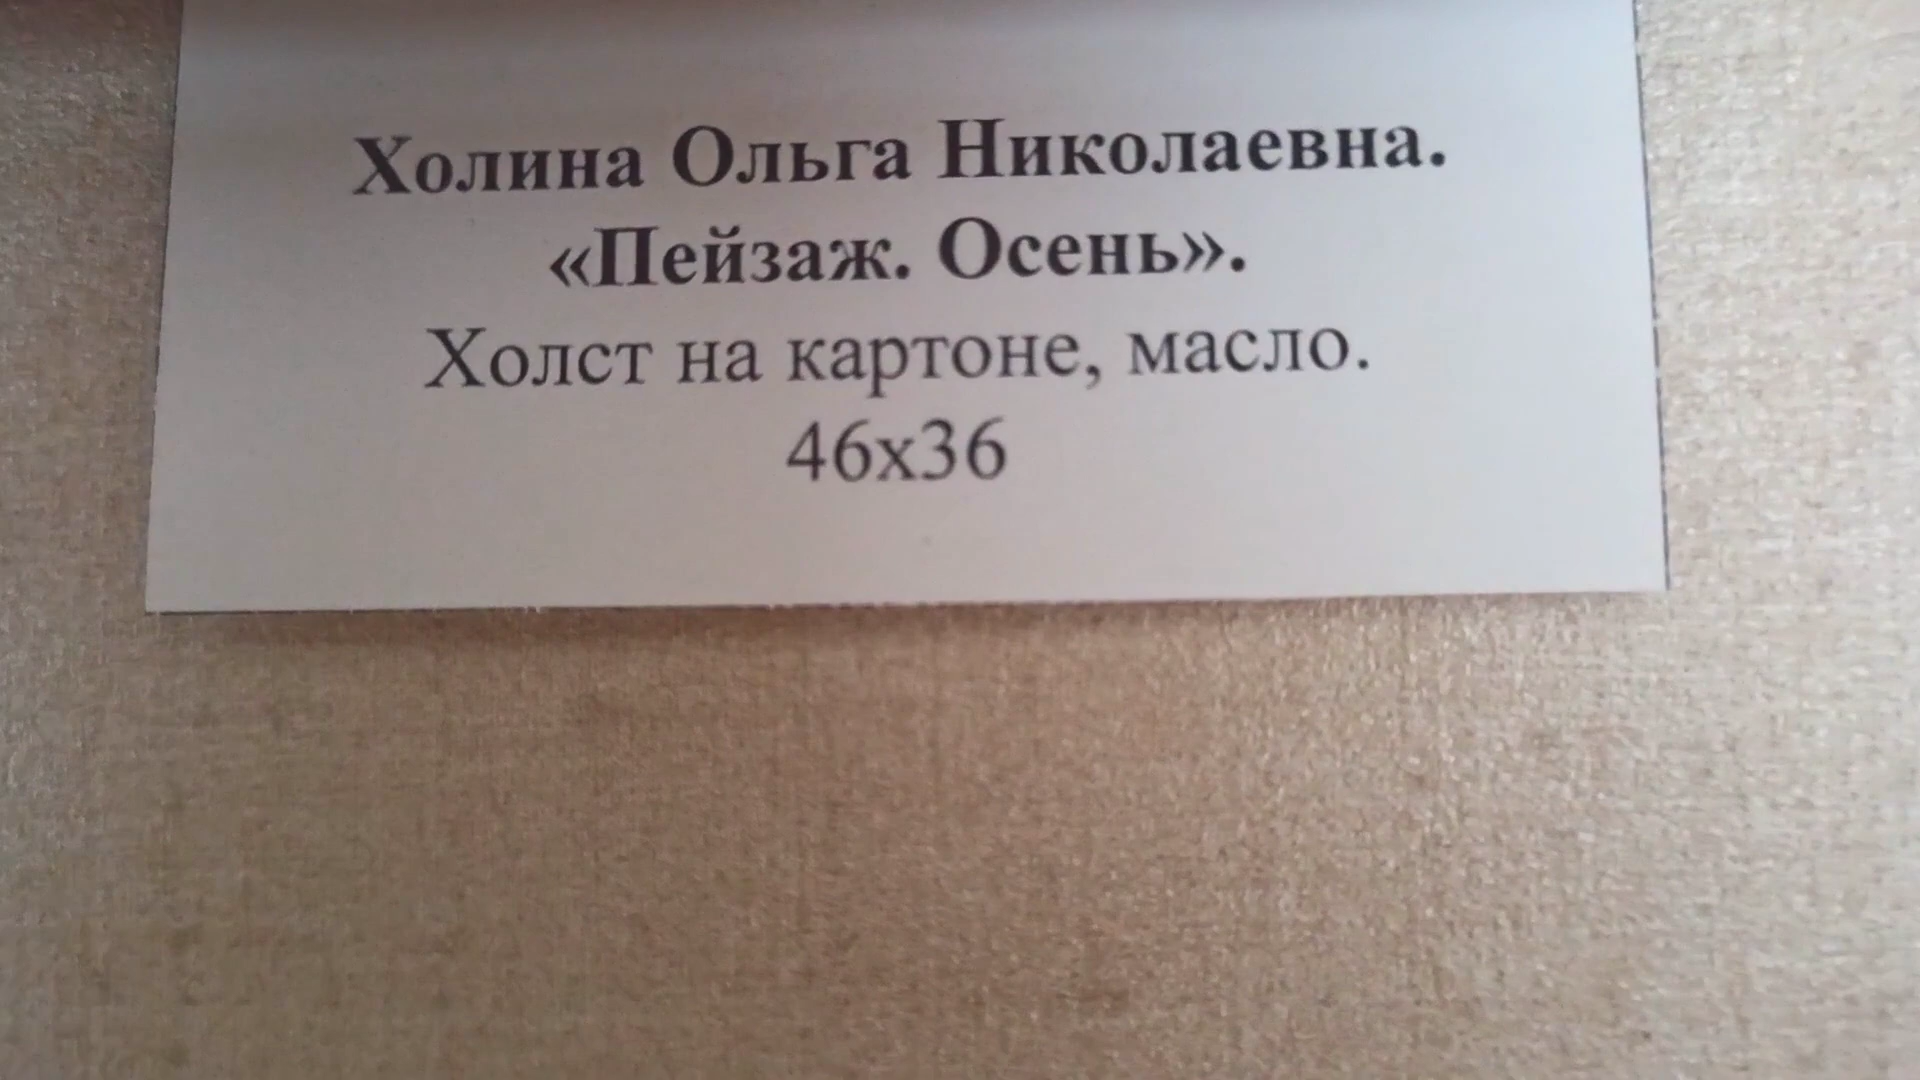 Холина Ольга Николаевна.
«Пейзаж. Осень».
Холст на картоне, масло.
46х36